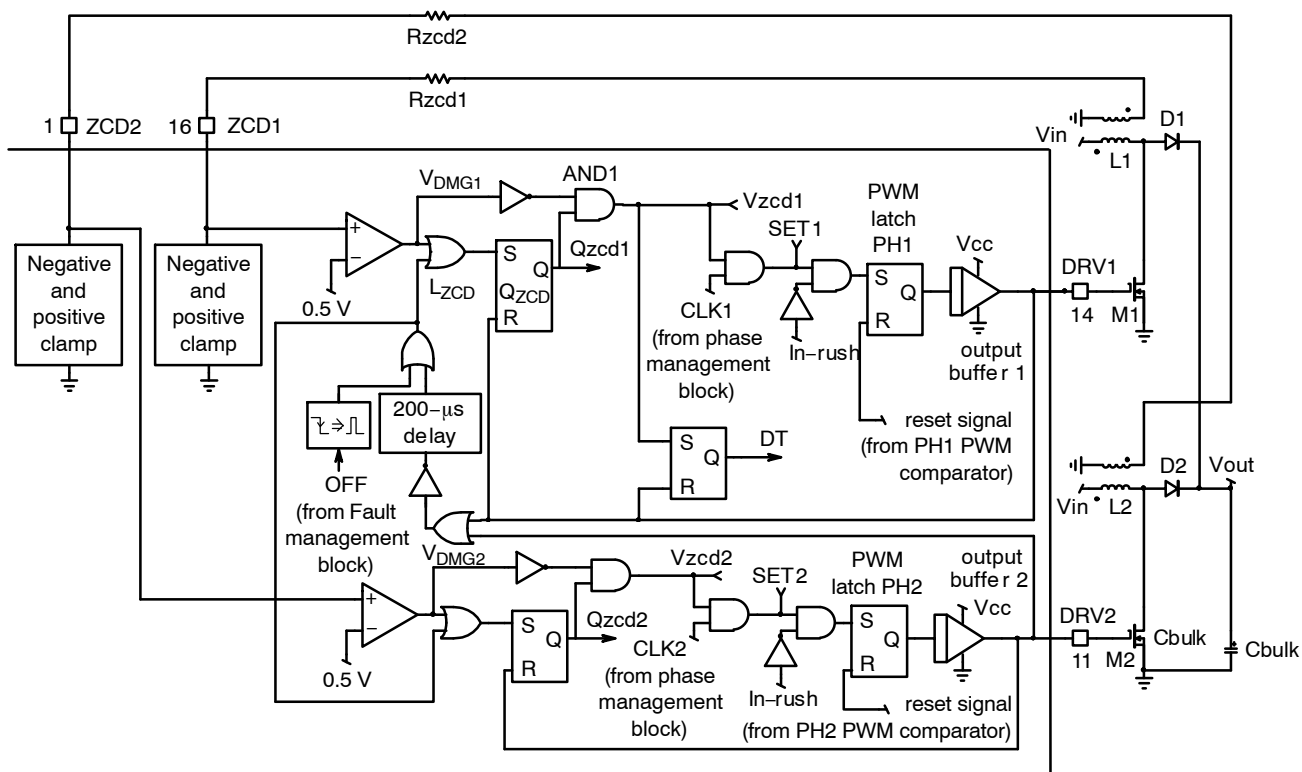 Rzcd2
Rzcd1
1 ZCD2
16 ZCD1
D1
Vin
L1
Negative
and
positive
clamp
Negative
and
positive
clamp
VDMG1
AND1
+
−
0.5 V
LZCD
S
Q
QZCD
R
Qzcd1
Vzcd1
SET1
CLK1
(from phase
management
block)
In−rush
PWM
latch
PH1
S
Q
R
Vcc
output
buffer 1
DRV1
14
M1
reset signal
(from PH1 PWM
comparator)
200−μs
delay
OFF
(from Fault
management
block)
S
Q
R
DT
D2
Vout
Vin
L2
VDMG2
+
−
0.5 V
S
Q
R
Qzcd2
Vzcd2
SET2
CLK2
(from phase
management
block)
In−rush
PWM
latch PH2
S
Q
R
output
buffer 2
Vcc
DRV2
11
M2
Cbulk
+
Cbulk
reset signal
(from PH2 PWM comparator)